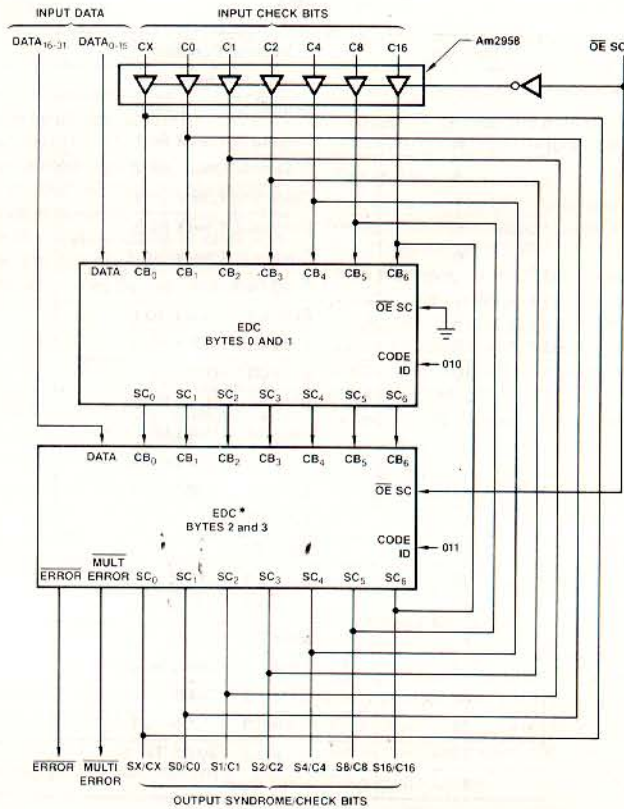 INPUT DATA INPUT CHECK BITS
DATA16-31 DATA0-15 CX C0 C1 C2 C4 C8 C16 Am2958 OE SC
DATA CB0 CB1 CB2 CB3 CB4 CB5 CB6
OE SC
EDC
BYTES 0 AND 1
CODE
ID 010
SC0 SC1 SC2 SC3 SC4 SC5 SC6
DATA CB0 CB1 CB2 CB3 CB4 CB5 CB6
OE SC
EDC*
BYTES 2 and 3
CODE
ID 011
ERROR MULT
ERROR SC0 SC1 SC2 SC3 SC4 SC5 SC6
ERROR MULTI
ERROR SX/CX S0/C0 S1/C1 S2/C2 S4/C4 S8/C8 S16/C16
OUTPUT SYNDROME/CHECK BITS